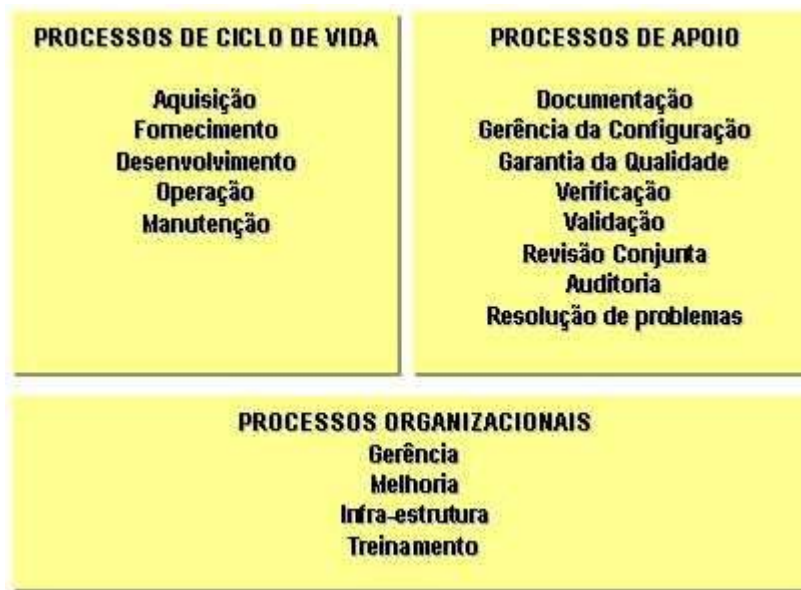 PROCESSOS DE CICLO DE VIDA
Aquisição
Fornecimento
Desenvolvimento
Operação
Manutenção
PROCESSOS DE APOIO
Documentação
Gerência da Configuração
Garantia da Qualidade
Verificação
Validação
Revisão Conjunta
Auditoria
Resolução de problemas
PROCESSOS ORGANIZACIONAIS
Gerência
Melhoria
Infra-estrutura
Treinamento